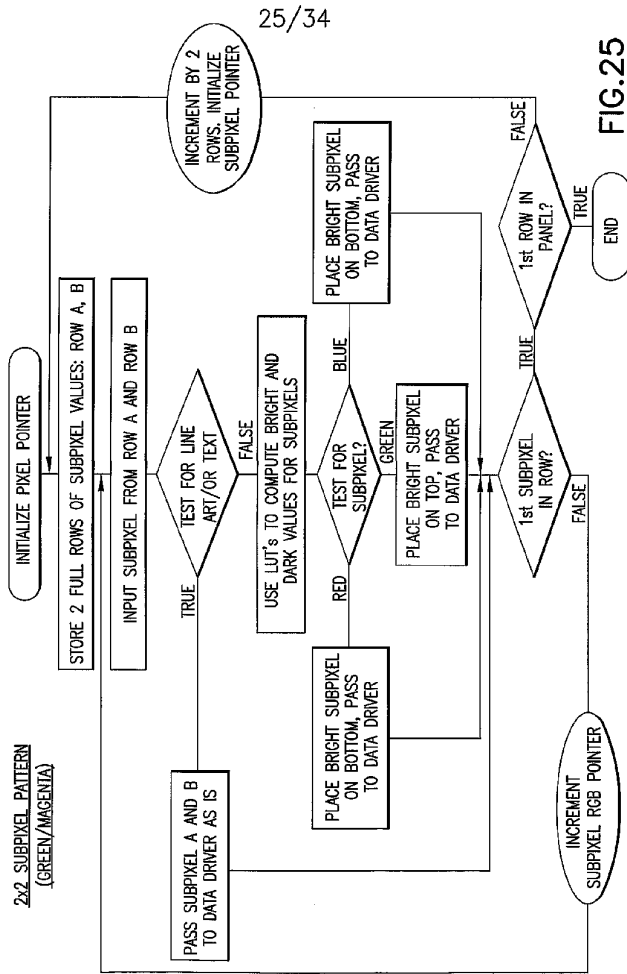 25/34
2x2 SUBPIXEL PATTERN
(GREEN/MAGENTA)
INITIALIZE PIXEL POINTER
STORE 2 FULL ROWS OF SUBPIXEL VALUES: ROW A, B
INPUT SUBPIXEL FROM ROW A AND ROW B
TEST FOR LINE
ART/OR TEXT
TRUE
FALSE
PASS SUBPIXEL A AND B
TO DATA DRIVER AS IS
USE LUT's TO COMPUTE BRIGHT AND
DARK VALUES FOR SUBPIXELS
TEST FOR
SUBPIXEL?
RED
GREEN
BLUE
PLACE BRIGHT SUBPIXEL
ON BOTTOM, PASS
TO DATA DRIVER
PLACE BRIGHT SUBPIXEL
ON TOP, PASS
TO DATA DRIVER
PLACE BRIGHT SUBPIXEL
ON BOTTOM, PASS
TO DATA DRIVER
1st SUBPIXEL
IN ROW?
FALSE
TRUE
INCREMENT
SUBPIXEL RGB POINTER
1st ROW IN
PANEL?
FALSE
TRUE
INCREMENT BY 2
ROWS. INITIALIZE
SUBPIXEL POINTER
END
FIG.25